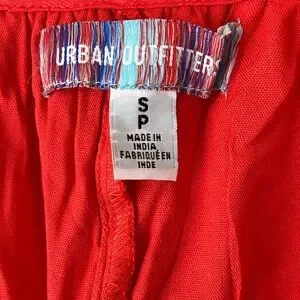 URBAN OUTFITTERS
S
P
MADE IN
INDIA
FABRIQUÉ EN
INDE